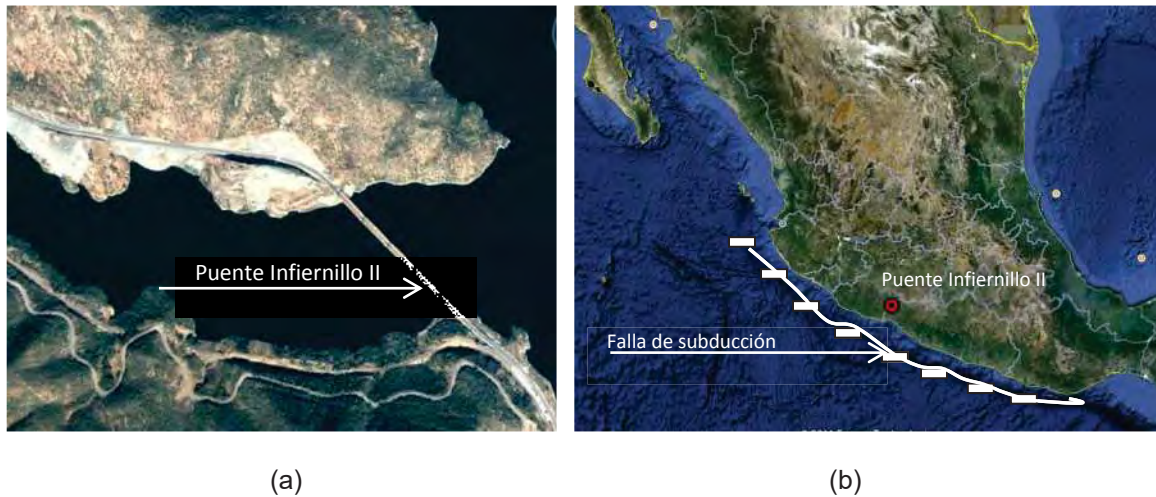 Puente Infiernillo II
Puente Infiernillo II
Falla de subducción
(a)
(b)